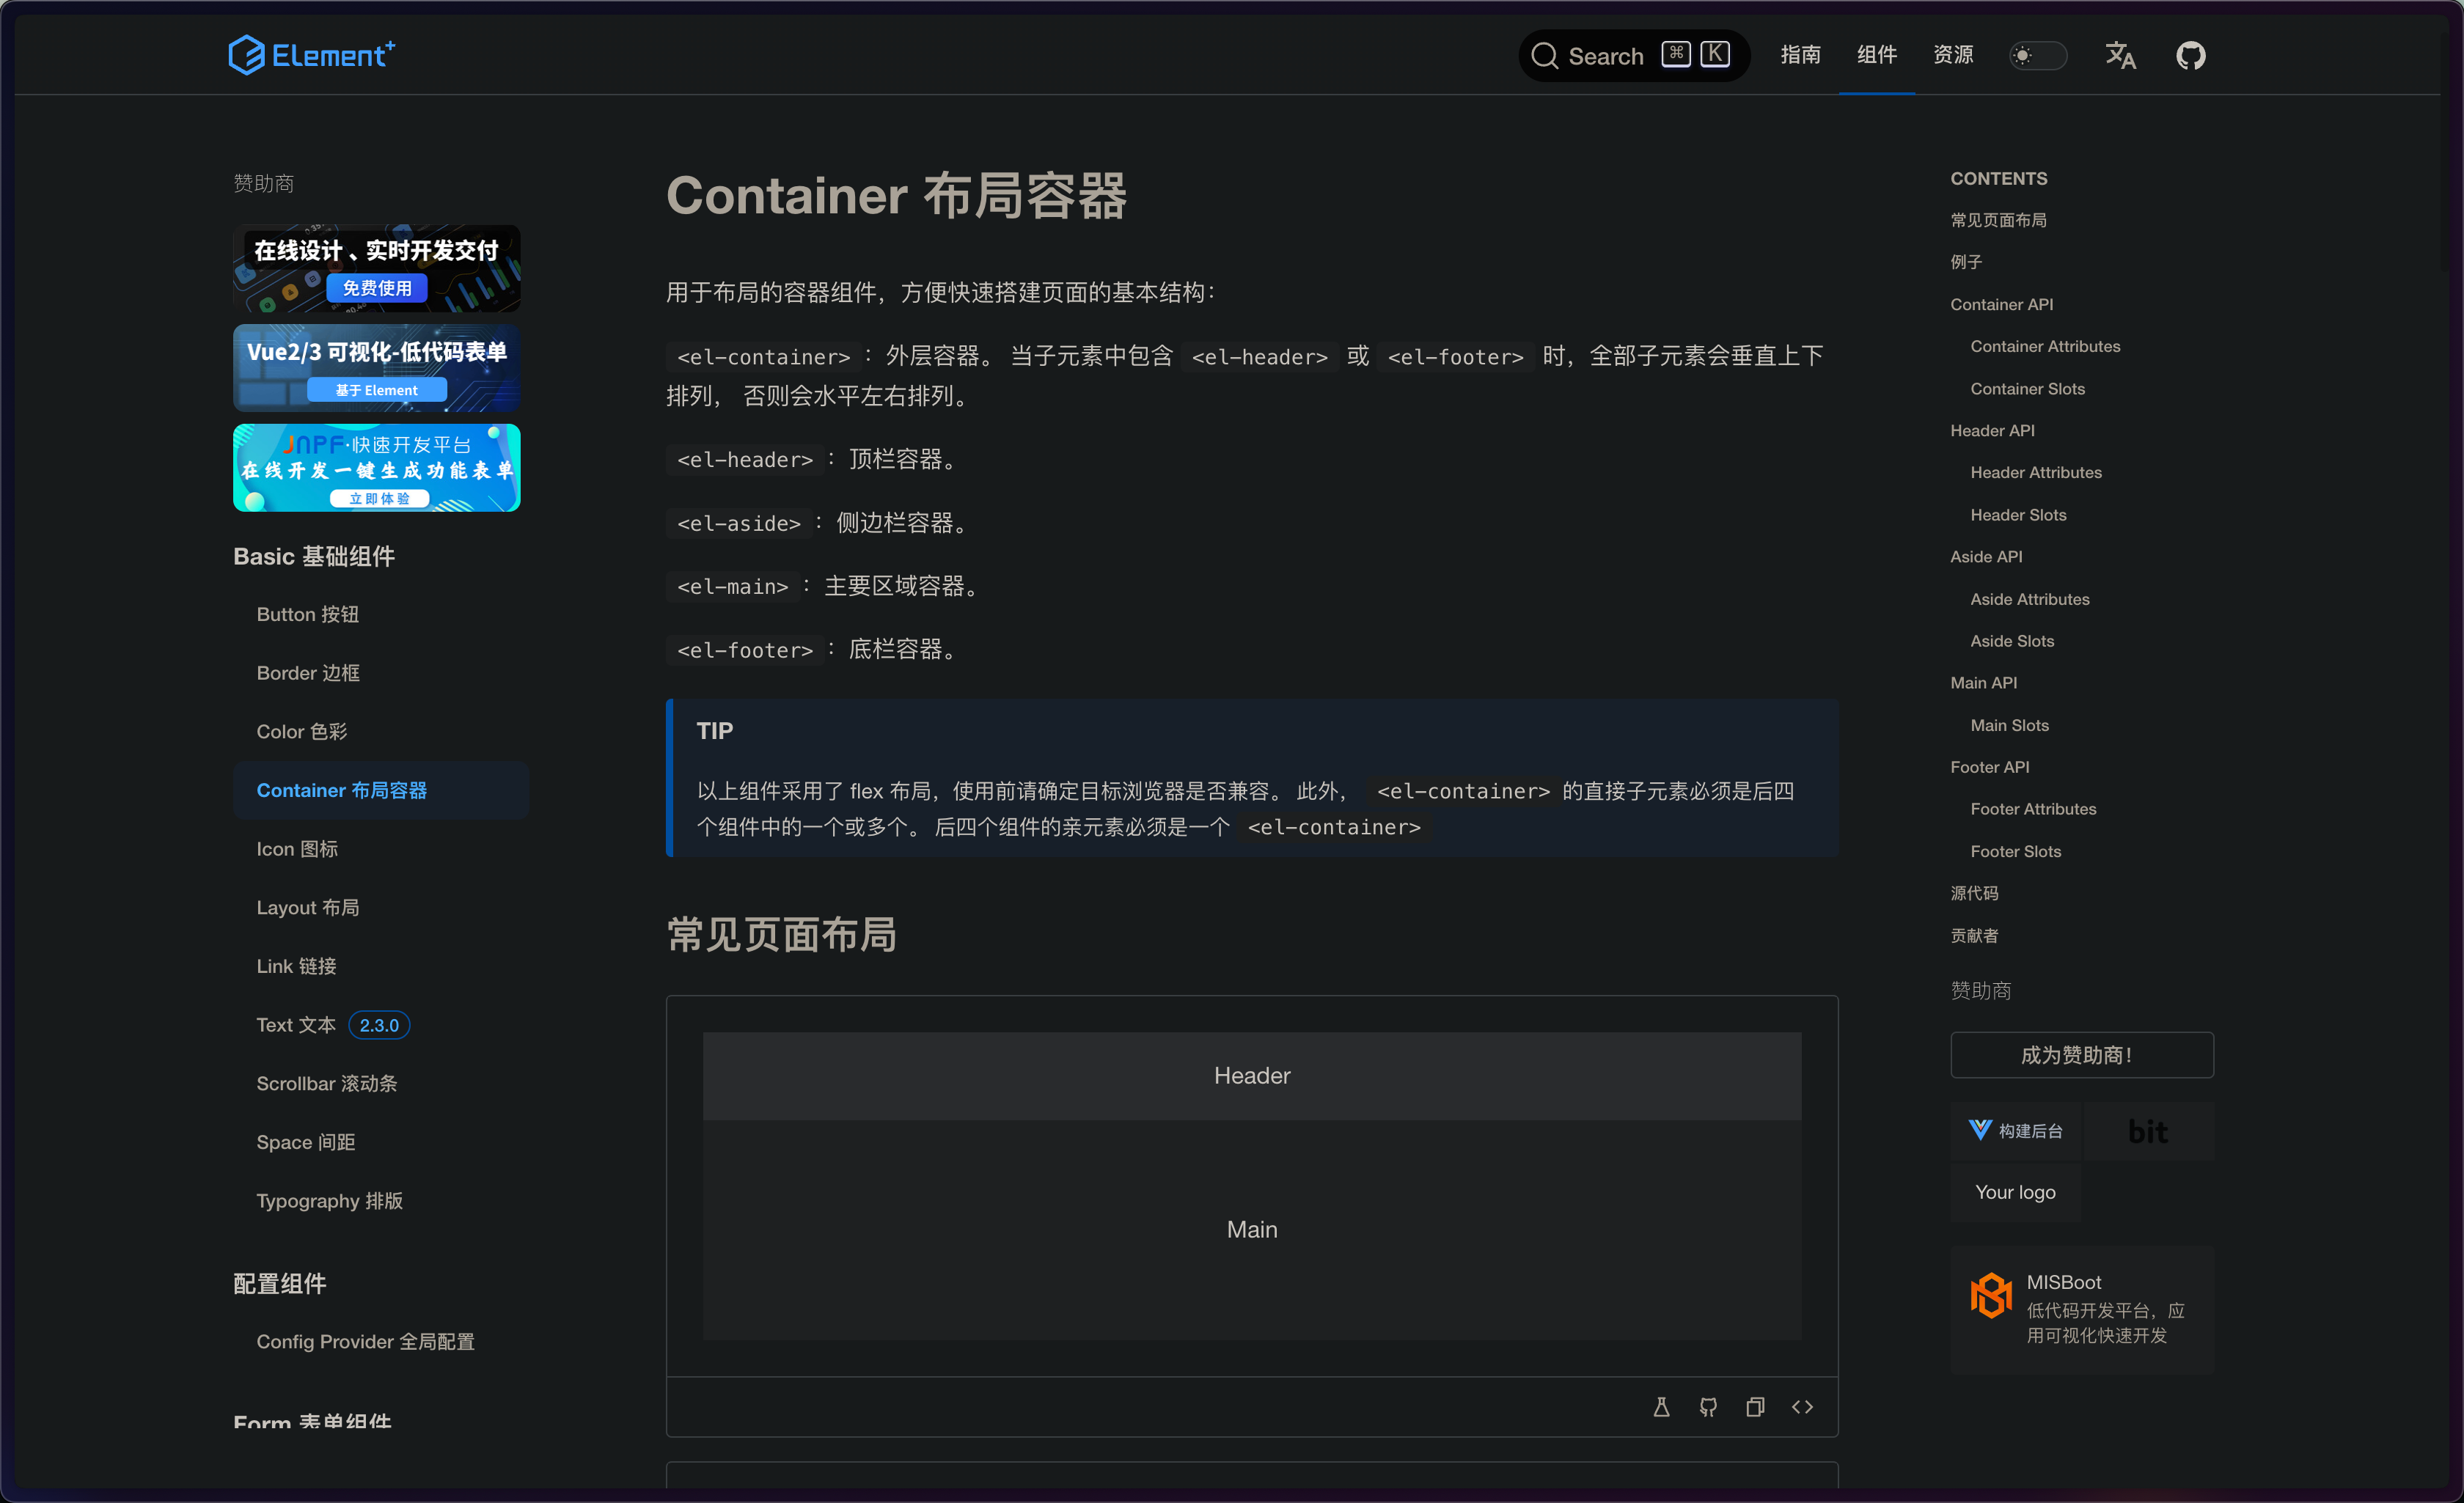 Element+
Search ⌘ K
指南
组件
资源
赞助商
在线设计、实时开发交付
免费使用
Vue2/3 可视化-低代码表单
基于 Element
JNPF·快速开发平台
在线开发一键生成功能表单
立即体验
Basic 基础组件
Button 按钮
Border 边框
Color 色彩
Container 布局容器
Icon 图标
Layout 布局
Link 链接
Text 文本 2.3.0
Scrollbar 滚动条
Space 间距
Typography 排版
配置组件
Config Provider 全局配置
Form 表单组件
Container 布局容器
用于布局的容器组件，方便快速搭建页面的基本结构：
<el-container>：外层容器。 当子元素中包含 <el-header> 或 <el-footer> 时，全部子元素会垂直上下
排列， 否则会水平左右排列。
<el-header>：顶栏容器。
<el-aside>：侧边栏容器。
<el-main>：主要区域容器。
<el-footer>：底栏容器。
TIP
以上组件采用了 flex 布局，使用前请确定目标浏览器是否兼容。 此外， <el-container> 的直接子元素必须是后四
个组件中的一个或多个。 后四个组件的亲元素必须是一个 <el-container>
常见页面布局
Header
Main
CONTENTS
常见页面布局
例子
Container API
Container Attributes
Container Slots
Header API
Header Attributes
Header Slots
Aside API
Aside Attributes
Aside Slots
Main API
Main Slots
Footer API
Footer Attributes
Footer Slots
源代码
贡献者
赞助商
成为赞助商！
构建后台
bit
Your logo
MISBoot
低代码开发平台，应
用可视化快速开发